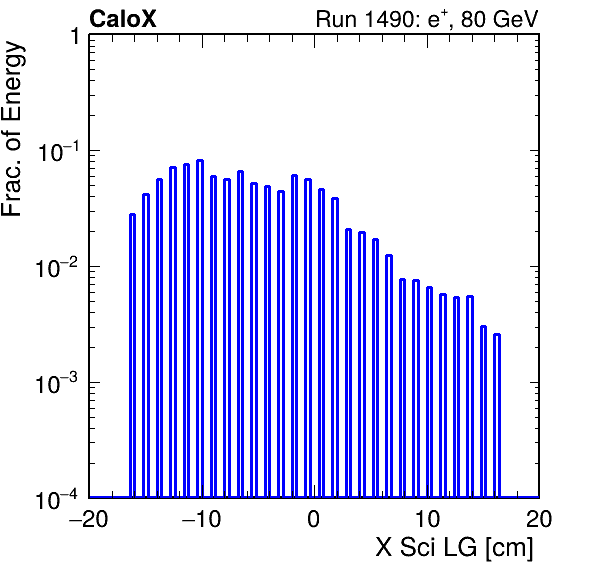 CaloX Run 1490: e⁺, 80 GeV
Frac. of Energy
1
10⁻¹
10⁻²
10⁻³
10⁻⁴
−20 −10 0 10 20
X Sci LG [cm]